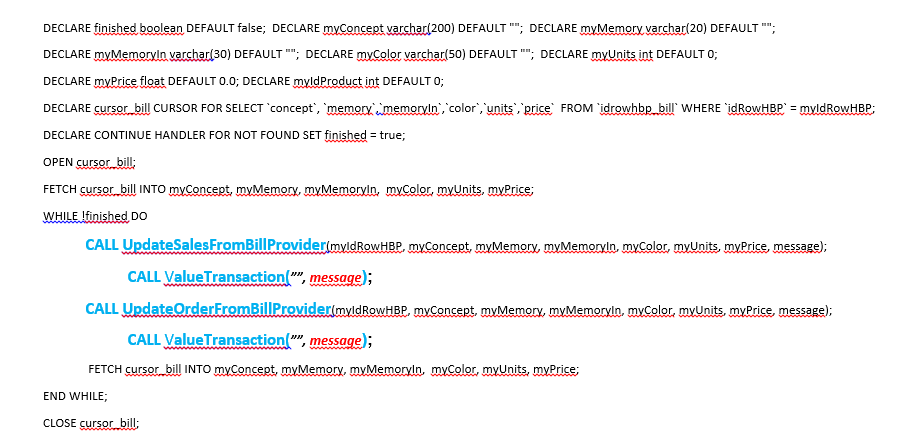 DECLARE finished boolean DEFAULT false;  DECLARE myConcept varchar(200) DEFAULT "";  DECLARE myMemory varchar(20) DEFAULT "";
DECLARE myMemoryIn varchar(30) DEFAULT "";  DECLARE myColor varchar(50) DEFAULT "";  DECLARE myUnits int DEFAULT 0;
DECLARE myPrice float DEFAULT 0.0; DECLARE myIdProduct int DEFAULT 0;
DECLARE cursor_bill CURSOR FOR SELECT `concept`, `memory`,`memoryIn`,`color`,`units`,`price`  FROM `idrowhbp_bill` WHERE `idRowHBP` = myIdRowHBP;
DECLARE CONTINUE HANDLER FOR NOT FOUND SET finished = true;
OPEN cursor_bill;
FETCH cursor_bill INTO myConcept, myMemory, myMemoryIn,  myColor, myUnits, myPrice;
WHILE !finished DO
CALL UpdateSalesFromBillProvider(myIdRowHBP, myConcept, myMemory, myMemoryIn, myColor, myUnits, myPrice, message);
CALL ValueTransaction("", message);
CALL UpdateOrderFromBillProvider(myIdRowHBP, myConcept, myMemory, myMemoryIn, myColor, myUnits, myPrice, message);
CALL ValueTransaction("", message);
FETCH cursor_bill INTO myConcept, myMemory, myMemoryIn,  myColor, myUnits, myPrice;
END WHILE;
CLOSE cursor_bill;